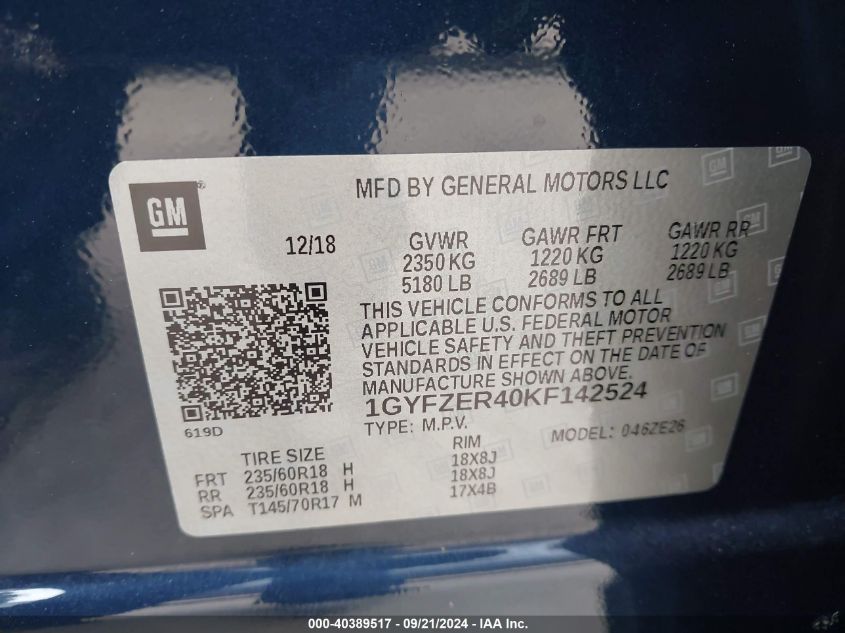 GM
MFD BY GENERAL MOTORS LLC
12/18
GVWR GAWR FRT GAWR RR
2350 KG 1220 KG 1220 KG
5180 LB 2689 LB 2689 LB
THIS VEHICLE CONFORMS TO ALL
APPLICABLE U.S. FEDERAL MOTOR
VEHICLE SAFETY AND THEFT PREVENTION
STANDARDS IN EFFECT ON THE DATE OF
MANUFACTURE SHOWN ABOVE.
1GYFZER40KF142524
619D
TYPE: M.P.V. MODEL: 046ZE26
TIRE SIZE RIM
FRT 235/60R18 H 18X8J
RR 235/60R18 H 18X8J
SPA T145/70R17 M 17X4B
000-40389517 - 09/21/2024 - IAA Inc.